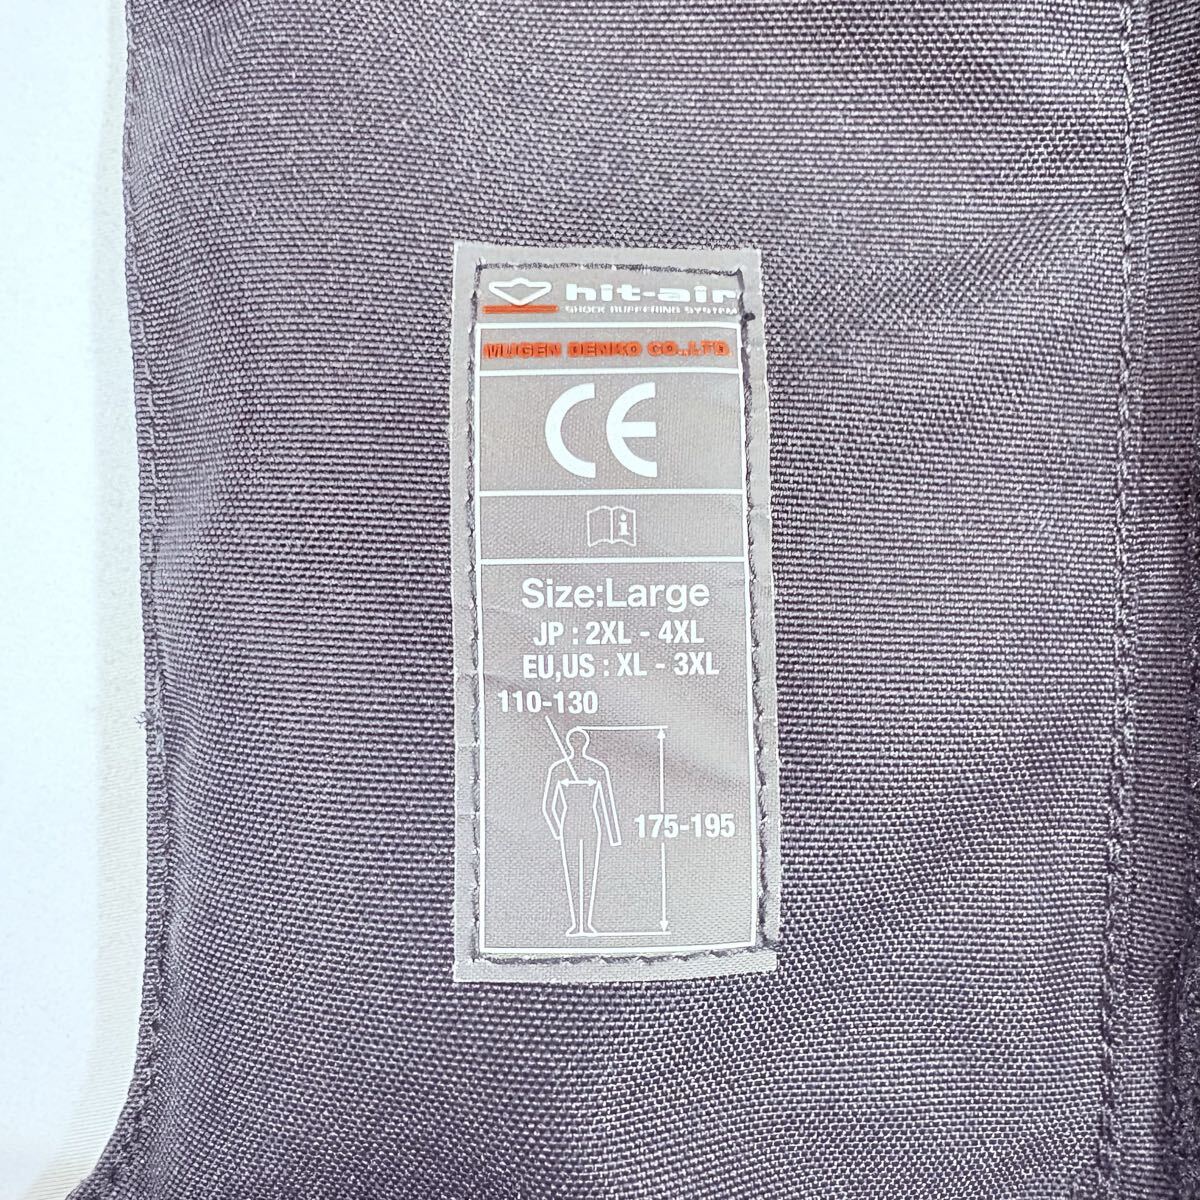 hit-air
SHOCK BUFFERING SYSTEM
MUGEN DENKO CO.,LTD.
CE
i
Size:Large
JP : 2XL - 4XL
EU,US : XL - 3XL
110-130
175-195